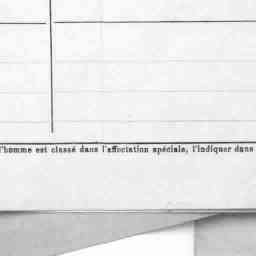 l'homme est classé dans l'affectation spéciale, l'indiquer dans